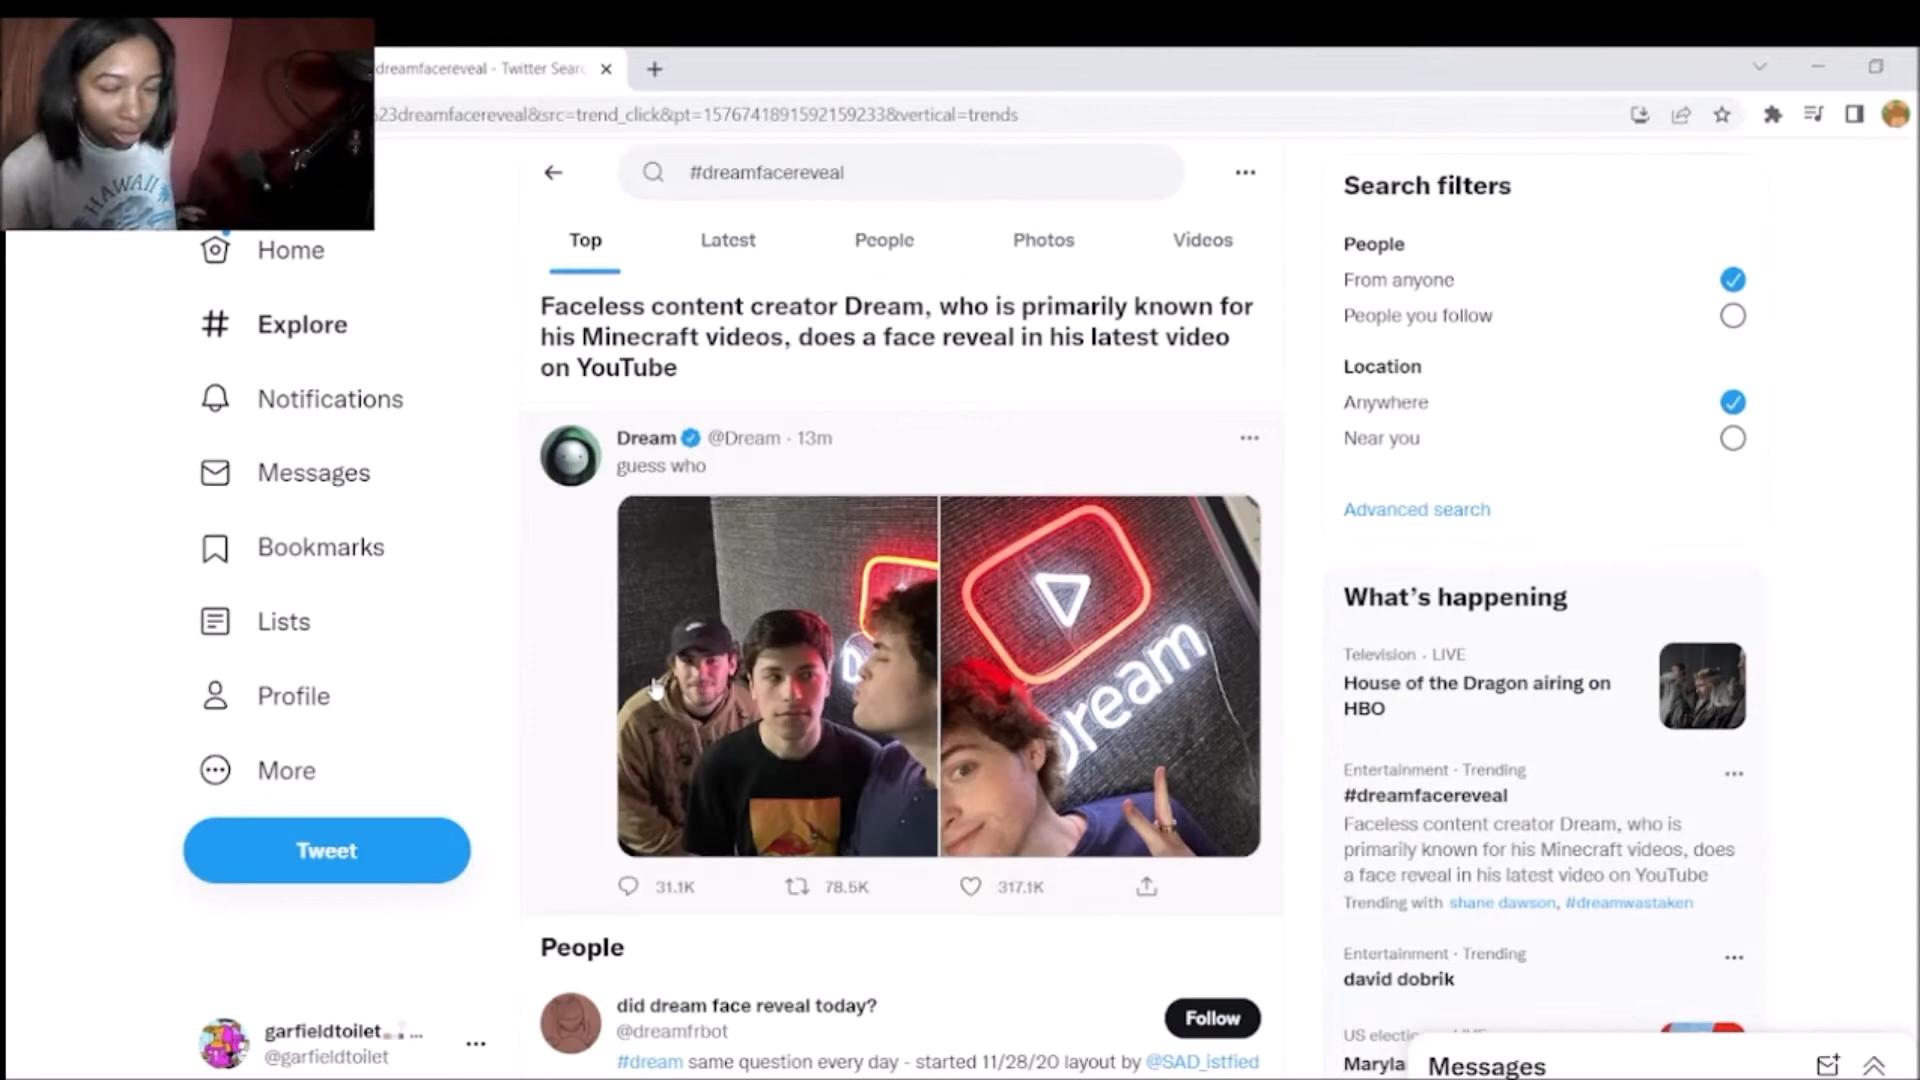 HAWAII
dreamfacereveal - Twitter Sear
23dreamfacereveal&src=trend_click&pt=1576741891592159233&vertical=trends
#dreamfacereveal
Top
Latest
People
Photos
Videos
Home
Explore
Notifications
Messages
Bookmarks
Lists
Profile
More
Tweet
garfieldtoilet ...
@garfieldtoilet
Faceless content creator Dream, who is primarily known for
his Minecraft videos, does a face reveal in his latest video
on YouTube
Dream @Dream · 13m
guess who
Dream
31.1K
78.5K
317.1K
People
did dream face reveal today?
@dreamfrbot
Follow
#dream same question every day - started 11/28/20 layout by @SAD_istfied
Search filters
People
From anyone
People you follow
Location
Anywhere
Near you
Advanced search
What's happening
Television · LIVE
House of the Dragon airing on
HBO
Entertainment · Trending
#dreamfacereveal
Faceless content creator Dream, who is
primarily known for his Minecraft videos, does
a face reveal in his latest video on YouTube
Trending with shane dawson, #dreamwastaken
Entertainment · Trending
david dobrik
US electi
Maryla
Messages